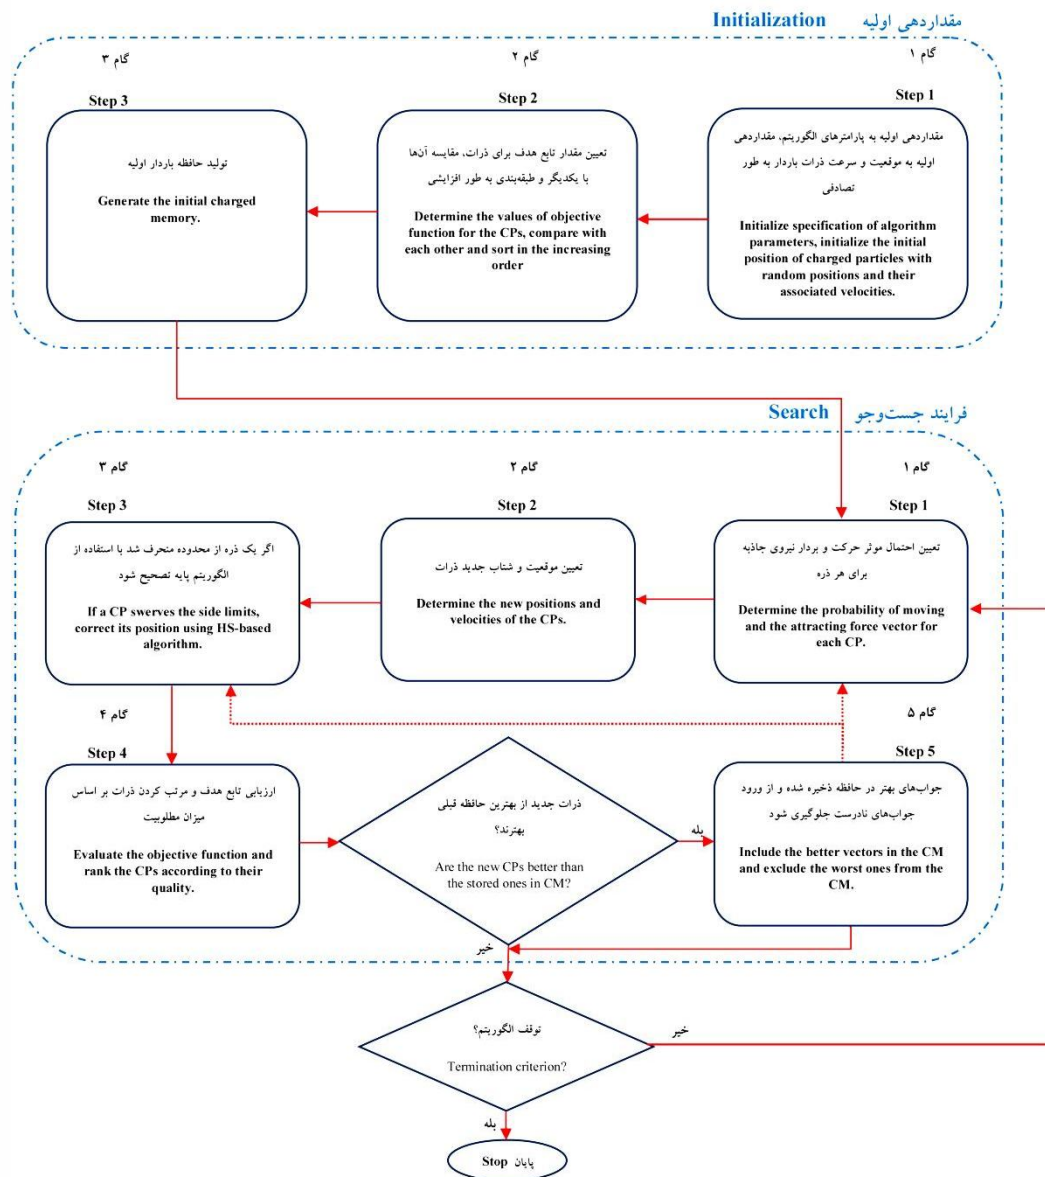 مقداردهی اولیه Initialization
گام ۱
Step 1
مقداردهی اولیه به پارامترهای الگوریتم، مقداردهی
اولیه به موقعیت و سرعت ذرات باردار به طور
تصادفی
Initialize specification of algorithm
parameters, initialize the initial
position of charged particles with
random positions and their
associated velocities.
گام ۲
Step 2
تعیین مقدار تابع هدف برای ذرات، مقایسه آن‌ها
با یکدیگر و طبقه‌بندی به طور افزایشی
Determine the values of objective
function for the CPs, compare with
each other and sort in the increasing
order
گام ۳
Step 3
تولید حافظه باردار اولیه
Generate the initial charged
memory.
فرایند جست‌وجو Search
گام ۱
Step 1
تعیین احتمال موثر حرکت و بردار نیروی جاذبه
برای هر ذره
Determine the probability of moving
and the attracting force vector for
each CP.
گام ۲
Step 2
تعیین موقعیت و شتاب جدید ذرات
Determine the new positions and
velocities of the CPs.
گام ۳
Step 3
اگر یک ذره از محدوده منحرف شد با استفاده از
الگوریتم پایه تصحیح شود
If a CP swerves the side limits,
correct its position using HS-based
algorithm.
گام ۴
Step 4
ارزیابی تابع هدف و مرتب کردن ذرات بر اساس
میزان مطلوبیت
Evaluate the objective function and
rank the CPs according to their
quality.
ذرات جدید از بهترین حافظه قبلی
بهترند؟
Are the new CPs better than
the stored ones in CM?
بله
خیر
گام ۵
Step 5
جواب‌های بهتر در حافظه ذخیره شده و از ورود
جواب‌های نادرست جلوگیری شود
Include the better vectors in the CM
and exclude the worst ones from the
CM.
توقف الگوریتم؟
Termination criterion?
خیر
بله
پایان Stop